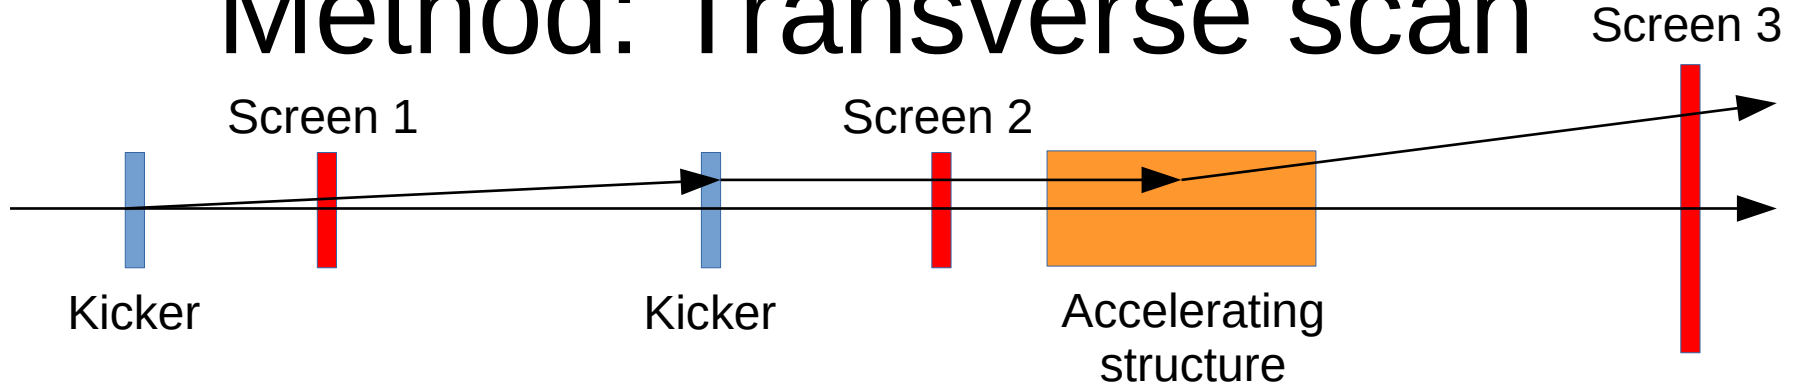 Method: Transverse scan
Screen 3
Screen 1
Screen 2
Kicker
Kicker
Accelerating
structure